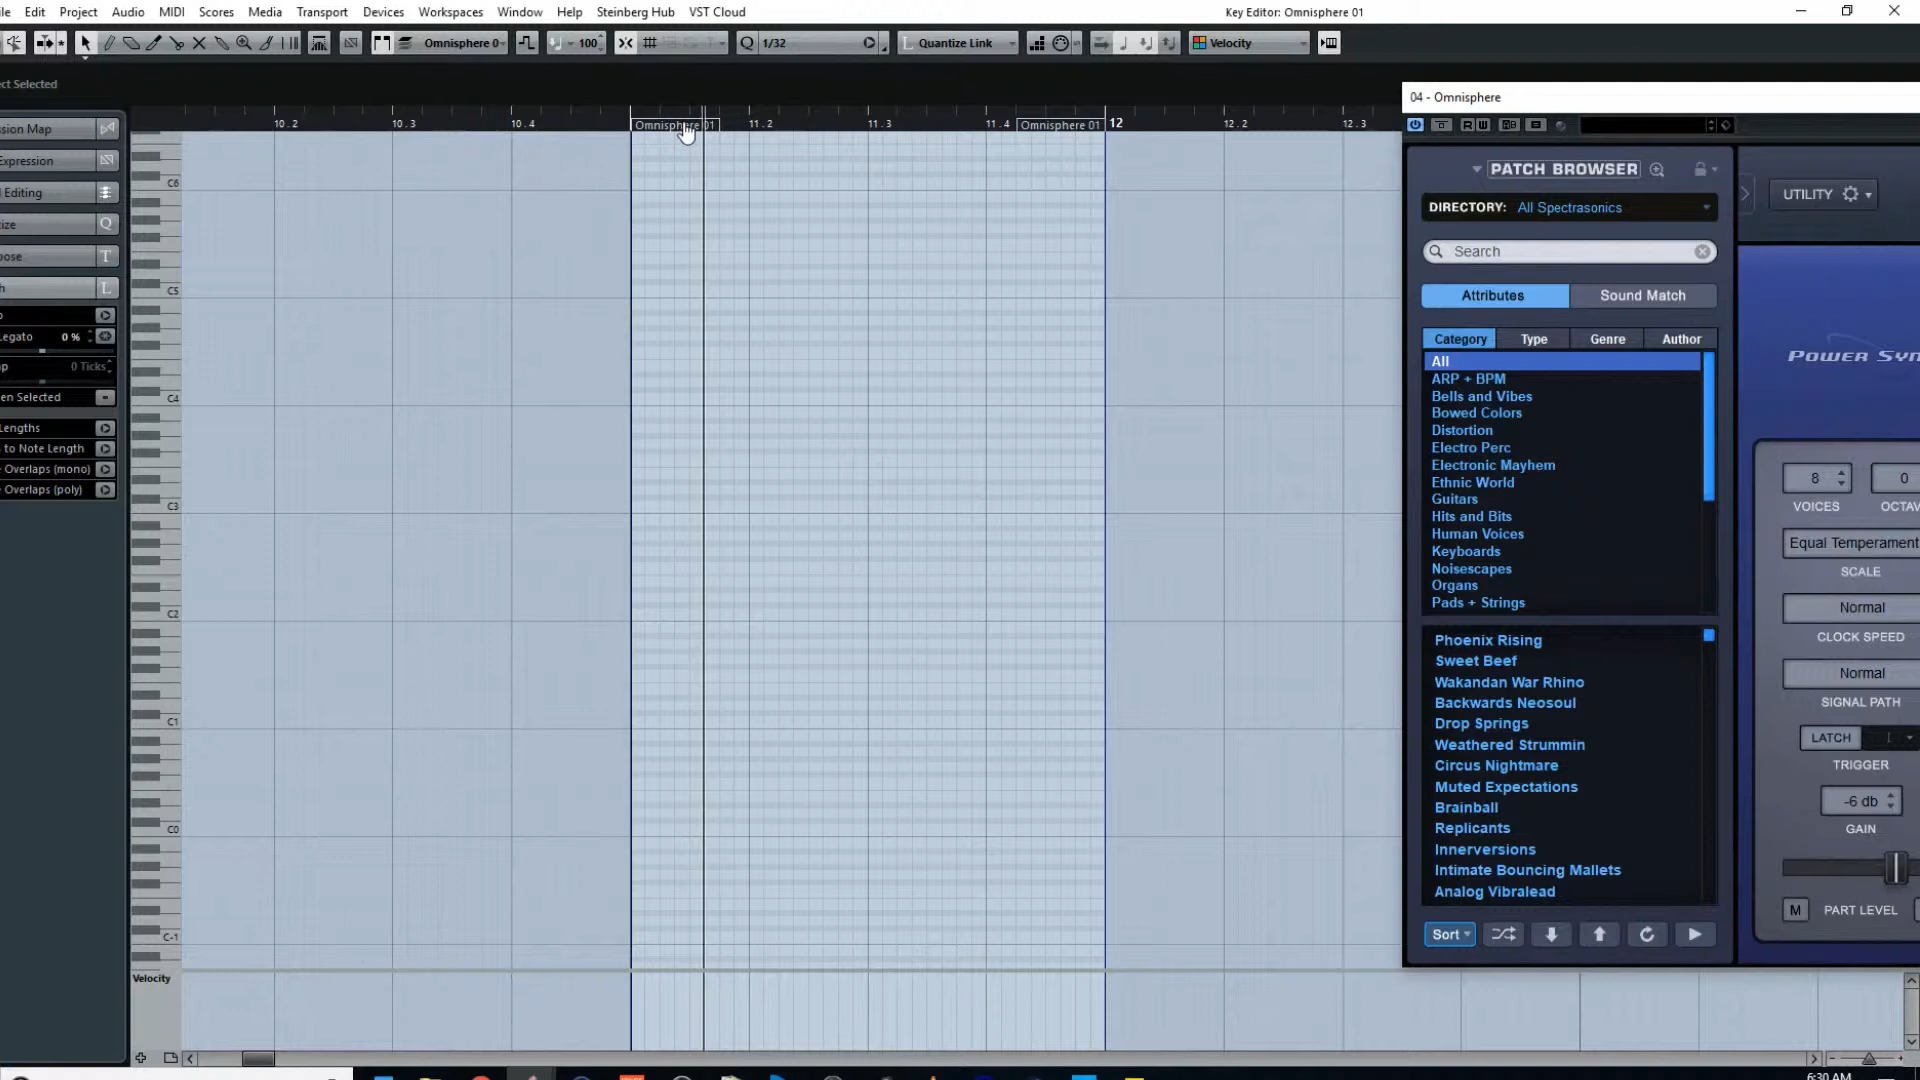 ile Edit Project Audio MIDI Scores Media Transport Devices Workspaces Window Help Steinberg Hub VST Cloud Key Editor: Omnisphere 01
Omnisphere 0 100 Q 1/32 L Quantize Link Velocity
ect Selected
04 - Omnisphere
10.2 10.3 10.4 Omnisphere 01 11.2 11.3 11.4 Omnisphere 01 12 12.2 12.3
R W
ssion Map
Expression
l Editing
ize Q
pose T
h L
o
Legato 0 %
ap 0 Ticks
en Selected
Lengths
s to Note Length
e Overlaps (mono)
e Overlaps (poly)
C6
C5
C4
C3
C2
C1
C0
C-1
Velocity
PATCH BROWSER
DIRECTORY: All Spectrasonics
Search
Attributes Sound Match
Category Type Genre Author
All
ARP + BPM
Bells and Vibes
Bowed Colors
Distortion
Electro Perc
Electronic Mayhem
Ethnic World
Guitars
Hits and Bits
Human Voices
Keyboards
Noisescapes
Organs
Pads + Strings
Phoenix Rising
Sweet Beef
Wakandan War Rhino
Backwards Neosoul
Drop Springs
Weathered Strummin
Circus Nightmare
Muted Expectations
Brainball
Replicants
Innerversions
Intimate Bouncing Mallets
Analog Vibralead
Sort
UTILITY
POWER SYN
8 0
VOICES OCTAV
Equal Temperament
SCALE
Normal
CLOCK SPEED
Normal
SIGNAL PATH
LATCH
TRIGGER
-6 db
GAIN
M PART LEVEL
6:30 AM